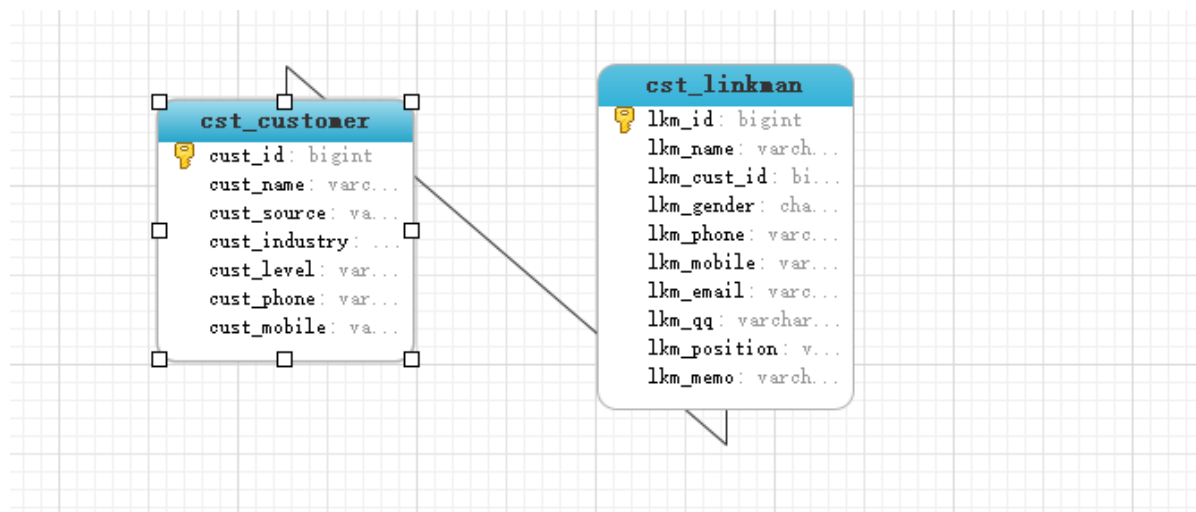 cst_customer
cust_id: bigint
cust_name: varc...
cust_source: va...
cust_industry: ...
cust_level: var...
cust_phone: var...
cust_mobile: va...
cst_linkman
lkm_id: bigint
lkm_name: varch...
lkm_cust_id: bi...
lkm_gender: cha...
lkm_phone: varc...
lkm_mobile: var...
lkm_email: varc...
lkm_qq: varchar...
lkm_position: v...
lkm_memo: varch...